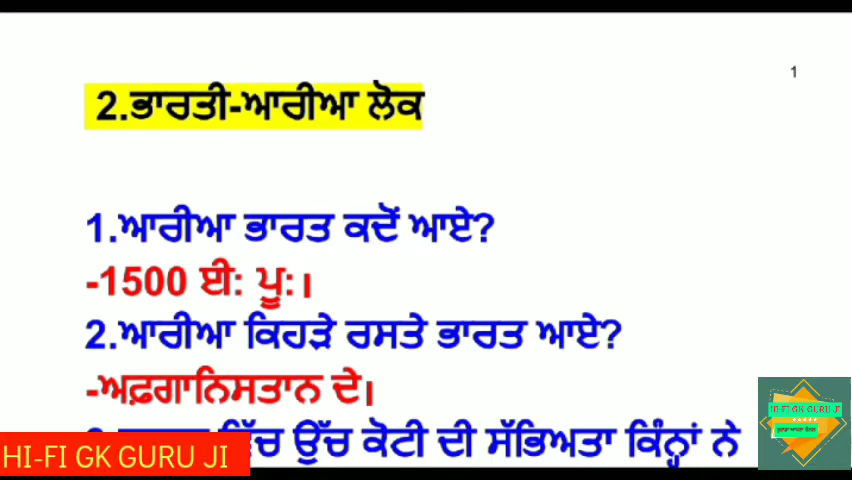 1
2.ਭਾਰਤੀ-ਆਰੀਆ ਲੋਕ
1.ਆਰੀਆ ਭਾਰਤ ਕਦੋਂ ਆਏ?
-1500 ਈ: ਪੂ:।
2.ਆਰੀਆ ਕਿਹੜੇ ਰਸਤੇ ਭਾਰਤ ਆਏ?
-ਅਫ਼ਗਾਨਿਸਤਾਨ ਦੇ।
ਵਿੱਚ ਉੱਚ ਕੋਟੀ ਦੀ ਸੱਭਿਅਤਾ ਕਿੰਨ੍ਹਾਂ ਨੇ
HI-FI GK GURU JI
HI-FI GK GURU JI